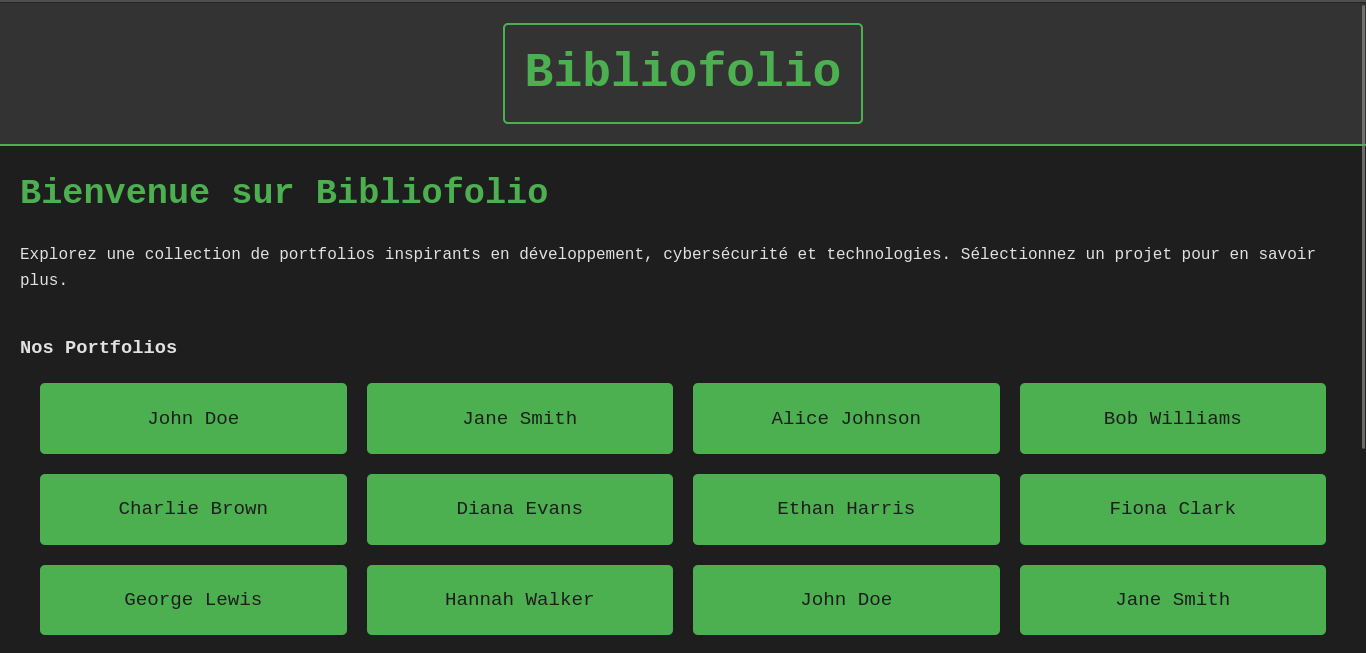 Bibliofolio
Bienvenue sur Bibliofolio
Explorez une collection de portfolios inspirants en développement, cybersécurité et technologies. Sélectionnez un projet pour en savoir
plus.
Nos Portfolios
John Doe
Jane Smith
Alice Johnson
Bob Williams
Charlie Brown
Diana Evans
Ethan Harris
Fiona Clark
George Lewis
Hannah Walker
John Doe
Jane Smith